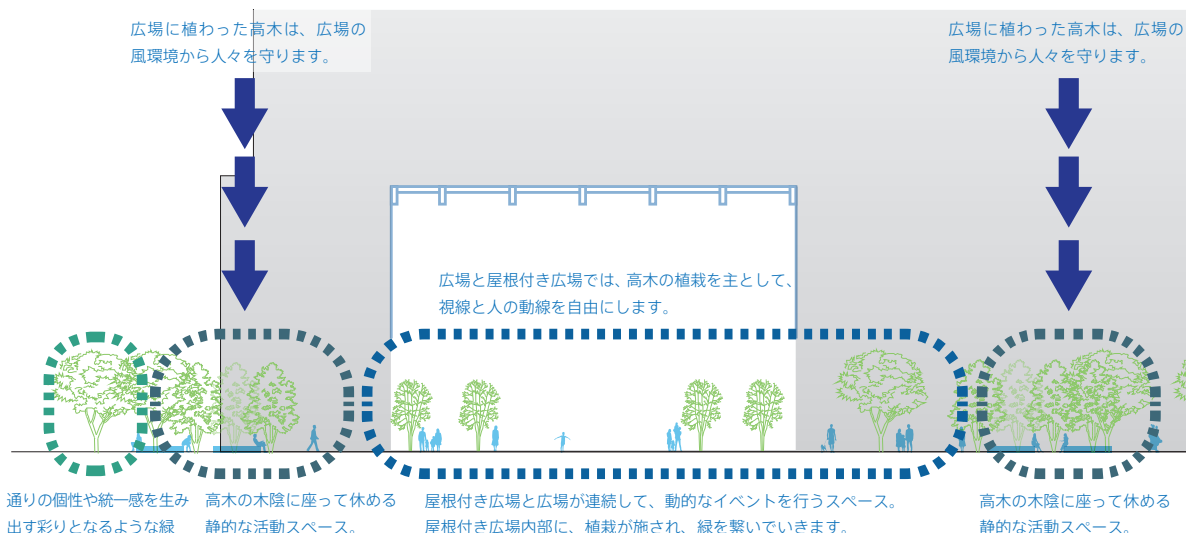 広場に植わった高木は、広場の
風環境から人々を守ります。
広場に植わった高木は、広場の
風環境から人々を守ります。
広場と屋根付き広場では、高木の植栽を主として、
視線と人の動線を自由にします。
通りの個性や統一感を生み
出す彩りとなるような緑
高木の木陰に座って休める
静的な活動スペース。
屋根付き広場と広場が連続して、動的なイベントを行うスペース。
屋根付き広場内部に、植栽が施され、緑を繋いでいきます。
高木の木陰に座って休める
静的な活動スペース。